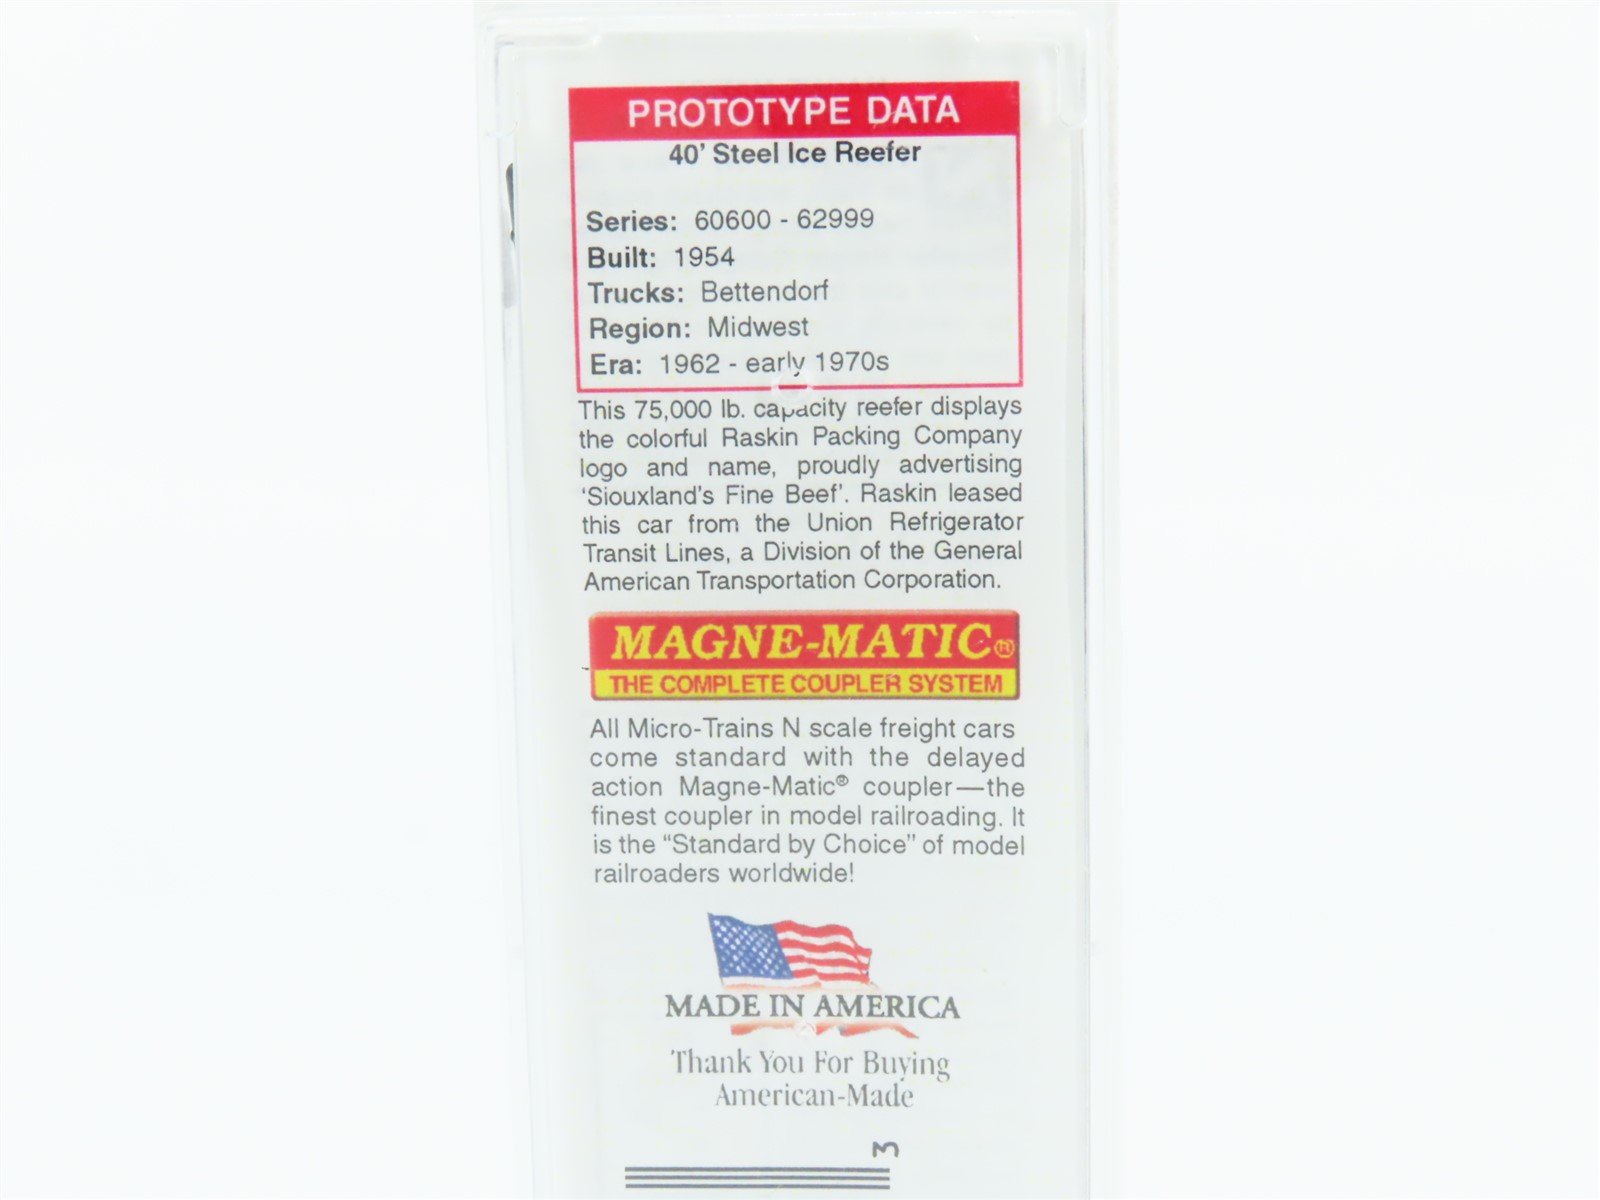 PROTOTYPE DATA
40' Steel Ice Reefer
Series: 60600 - 62999
Built: 1954
Trucks: Bettendorf
Region: Midwest
Era: 1962 - early 1970s
This 75,000 lb. capacity reefer displays
the colorful Raskin Packing Company
logo and name, proudly advertising
‘Siouxland's Fine Beef’. Raskin leased
this car from the Union Refrigerator
Transit Lines, a Division of the General
American Transportation Corporation.
MAGNE-MATIC®
THE COMPLETE COUPLER SYSTEM
All Micro-Trains N scale freight cars
come standard with the delayed
action Magne-Matic® coupler—the
finest coupler in model railroading. It
is the “Standard by Choice” of model
railroaders worldwide!
MADE IN AMERICA
Thank You For Buying
American-Made
3